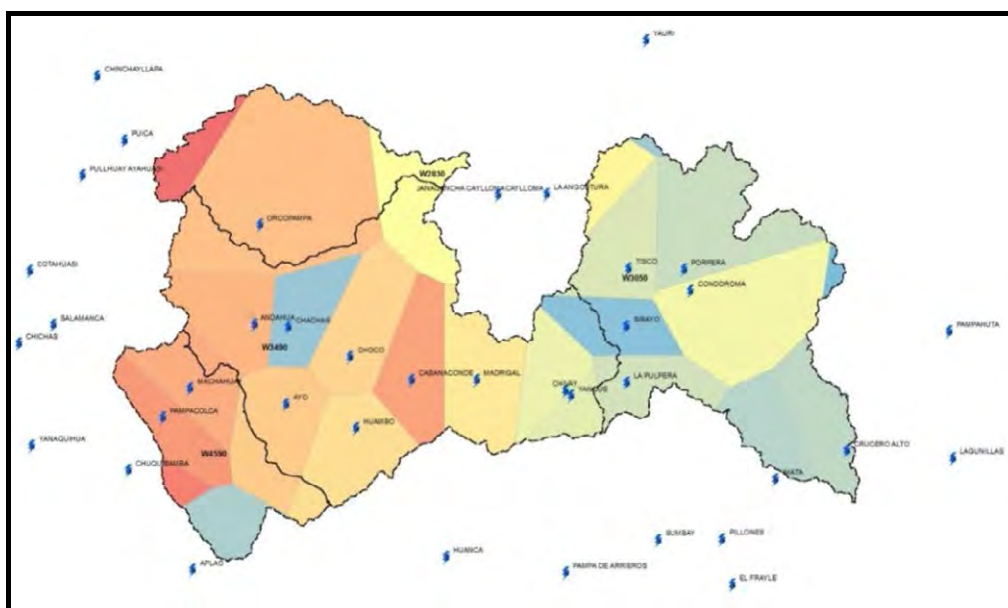 YAURI
CHINCHAYLLAPA
PUICA
PULLHUAY AYAHUASI
W2830
JANACANCHA CAYLLOMA CAYLLOMA
LA ANGOSTURA
ORCOPAMPA
COTAHUASI
TISCO
PORPERA
W3050
CONDOROMA
SALAMANCA
ANDAHUA
CHACHAS
SIBAYO
PAMPAHUTA
CHICHAS
W3490
CHOCO
MACHAHUAY
CABANACONDE
MADRIGAL
LA PULPERA
CHIVAY
YANQUE
AYO
PAMPACOLCA
HUAMBO
YANAQUIHUA
W4590
CRUCERO ALTO
LAGUNILLAS
CHUQUIBAMBA
IMATA
SUMBAY
PILLONES
HUANCA
APLAO
PAMPA DE ARRIEROS
EL FRAYLE